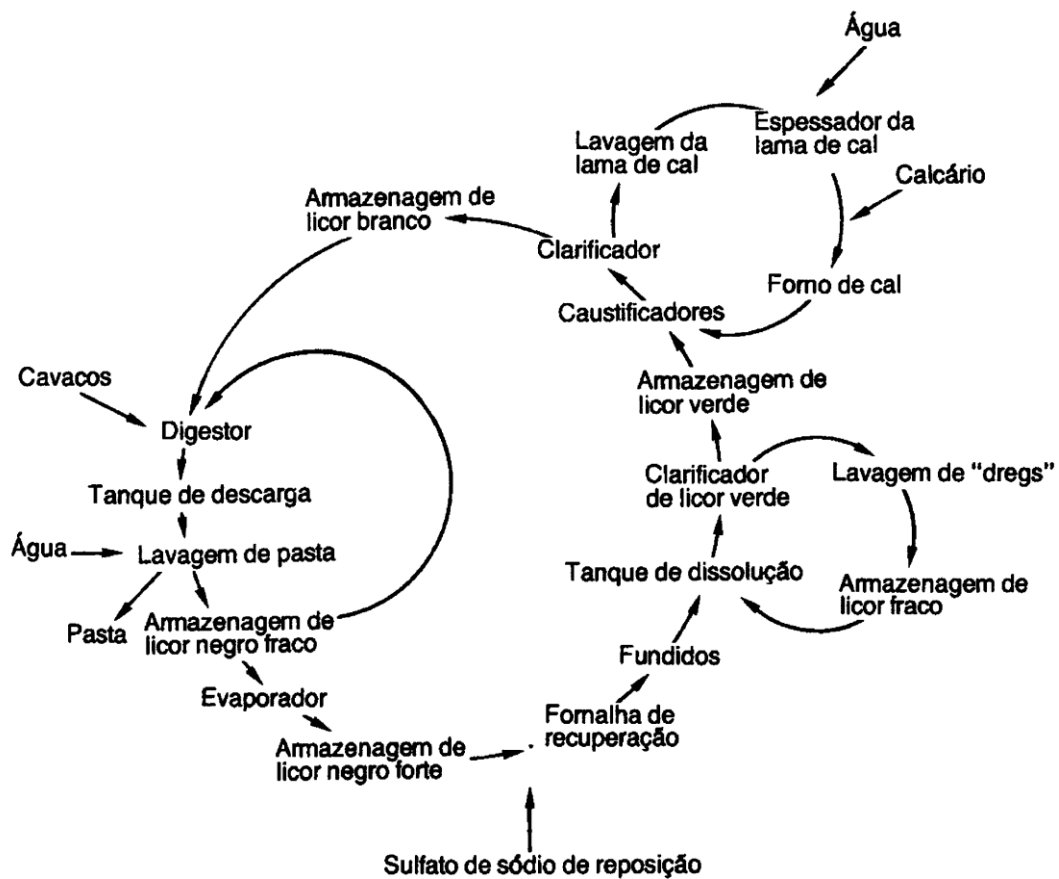 Água
Espessador da
lama de cal
Lavagem da
lama de cal
Calcário
Armazenagem de
licor branco
Clarificador
Forno de cal
Caustificadores
Cavacos
Armazenagem de
licor verde
Digestor
Clarificador
de licor verde
Lavagem de "dregs"
Tanque de descarga
Água
Lavagem de pasta
Tanque de dissolução
Armazenagem de
licor fraco
Pasta
Armazenagem de
licor negro fraco
Fundidos
Evaporador
Fornalha de
recuperação
Armazenagem de
licor negro forte
Sulfato de sódio de reposição